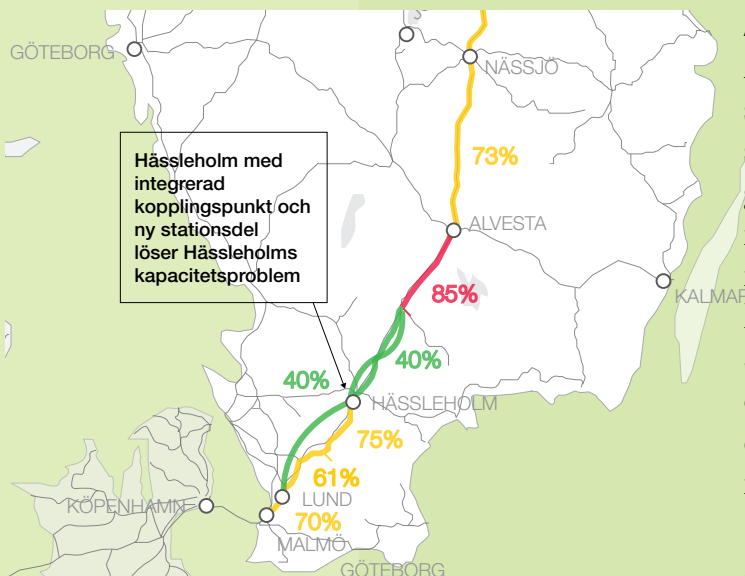 GÖTEBORG
NÄSSJÖ
Hässleholm med
integrerad
kopplingspunkt och
ny stationsdel
löser Hässleholms
kapacitetsproblem
73%
ALVESTA
85%
KALMAR
40%
40%
HÄSSLEHOLM
75%
61%
LUND
KÖPENHAMN
70%
MALMÖ
GÖTEBORG